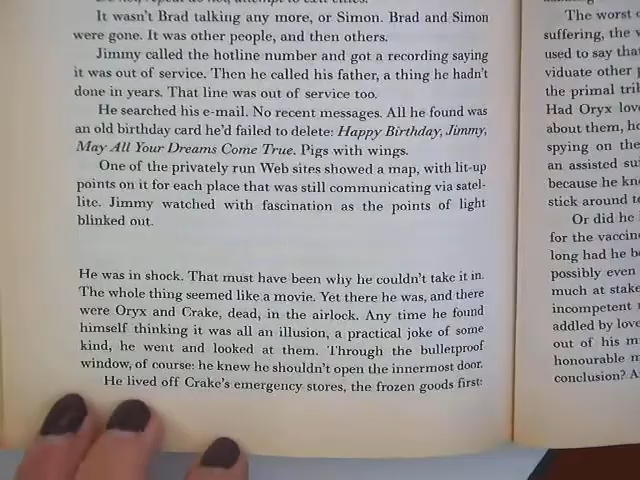 Do not, repeat do not, attempt to exit cities.
It wasn't Brad talking any more, or Simon. Brad and Simon
were gone. It was other people, and then others.
Jimmy called the hotline number and got a recording saying
it was out of service. Then he called his father, a thing he hadn't
done in years. That line was out of service too.
He searched his e-mail. No recent messages. All he found was
an old birthday card he'd failed to delete: Happy Birthday, Jimmy,
May All Your Dreams Come True. Pigs with wings.
One of the privately run Web sites showed a map, with lit-up
points on it for each place that was still communicating via satel-
lite. Jimmy watched with fascination as the points of light
blinked out.
He was in shock. That must have been why he couldn't take it in.
The whole thing seemed like a movie. Yet there he was, and there
were Oryx and Crake, dead, in the airlock. Any time he found
himself thinking it was all an illusion, a practical joke of some
kind, he went and looked at them. Through the bulletproof
window, of course: he knew he shouldn't open the innermost door.
He lived off Crake's emergency stores, the frozen goods first:
The worst
suffering, the
used to say that
viduate other
the primal
Had Oryx
about them,
spying on the
an assisted
because he
stick around
Or did he
for the
long had he
possibly even
much at stake
incompetent
addled by love
out of his
honourable
conclusion?